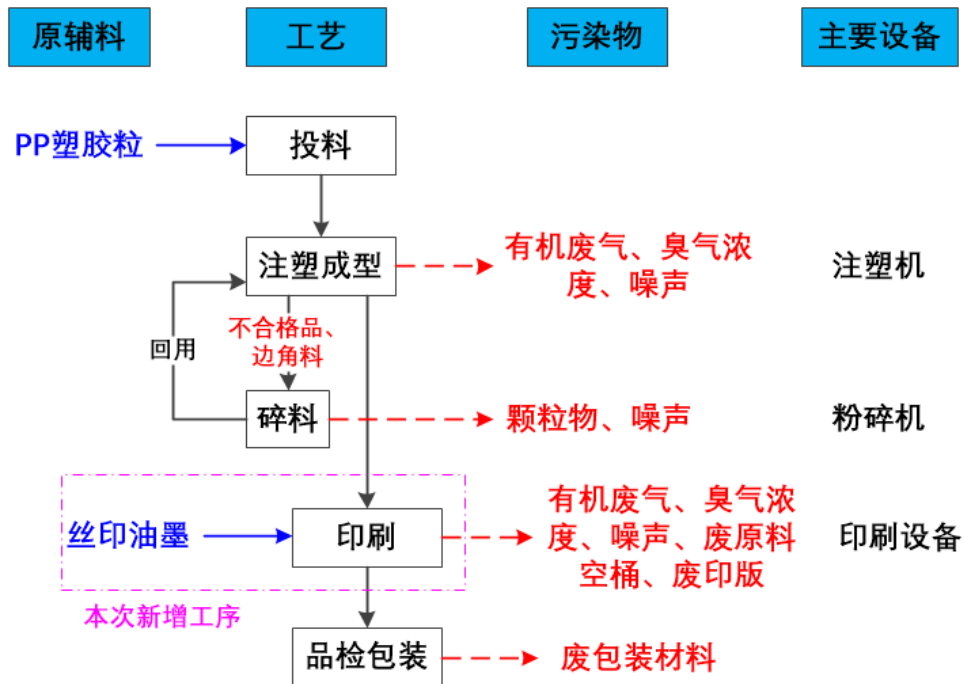 原辅料
工艺
污染物
主要设备
PP塑胶粒
投料
注塑成型
有机废气、臭气浓
度、噪声
注塑机
不合格品、
边角料
回用
碎料
颗粒物、噪声
粉碎机
丝印油墨
印刷
有机废气、臭气浓
度、噪声、废原料
空桶、废印版
印刷设备
本次新增工序
品检包装
废包装材料